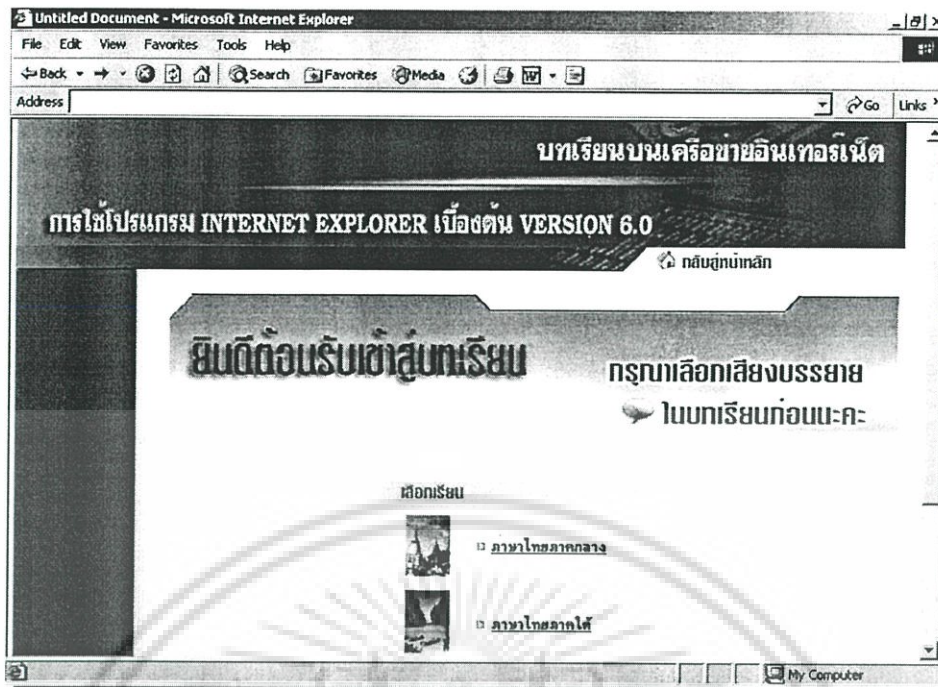 Untitled Document - Microsoft Internet Explorer
File Edit View Favorites Tools Help
Back Search Favorites Media
Address Go Links
บทเรียนบนเครือข่ายอินเทอร์เน็ต
การใช้โปรแกรม INTERNET EXPLORER เบื้องต้น VERSION 6.0
กลับสู่หน้าหลัก
ยินดีต้อนรับเข้าสู่บทเรียน
กรุณาเลือกเสียงบรรยาย
ในบทเรียนก่อนนะคะ
เลือกเรียน
ภาษาไทยภาคกลาง
ภาษาไทยภาคใต้
My Computer